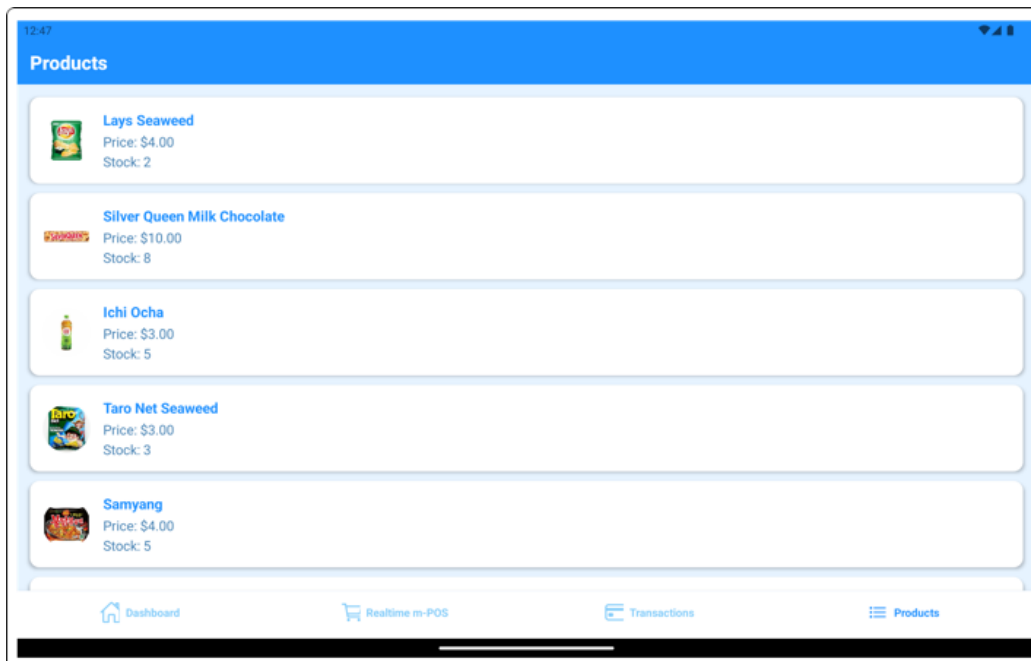 12:47
Products
Lays Seaweed
Price: $4.00
Stock: 2
Silver Queen Milk Chocolate
Price: $10.00
Stock: 8
Ichi Ocha
Price: $3.00
Stock: 5
Taro Net Seaweed
Price: $3.00
Stock: 3
Samyang
Price: $4.00
Stock: 5
Dashboard
Realtime m-POS
Transactions
Products